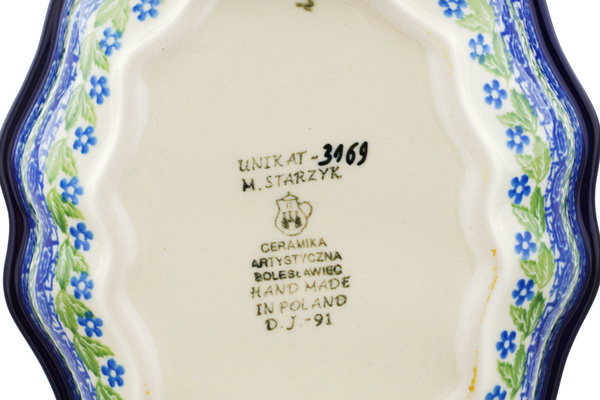 UNIKAT-3169
M. STARZYK
CERAMIKA
ARTYSTYCZNA
BOLESŁAWIEC
HAND MADE
IN POLAND
D.J.-91